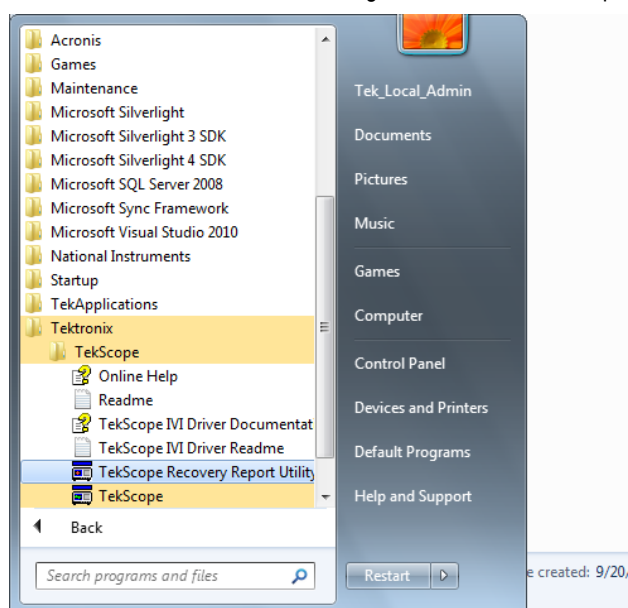 Acronis
Games
Maintenance
Microsoft Silverlight
Microsoft Silverlight 3 SDK
Microsoft Silverlight 4 SDK
Microsoft SQL Server 2008
Microsoft Sync Framework
Microsoft Visual Studio 2010
National Instruments
Startup
TekApplications
Tektronix
TekScope
Online Help
Readme
TekScope IVI Driver Documentat
TekScope IVI Driver Readme
TekScope Recovery Report Utility
TekScope
Back
Search programs and files
Tek_Local_Admin
Documents
Pictures
Music
Games
Computer
Control Panel
Devices and Printers
Default Programs
Help and Support
Restart
e created: 9/20/